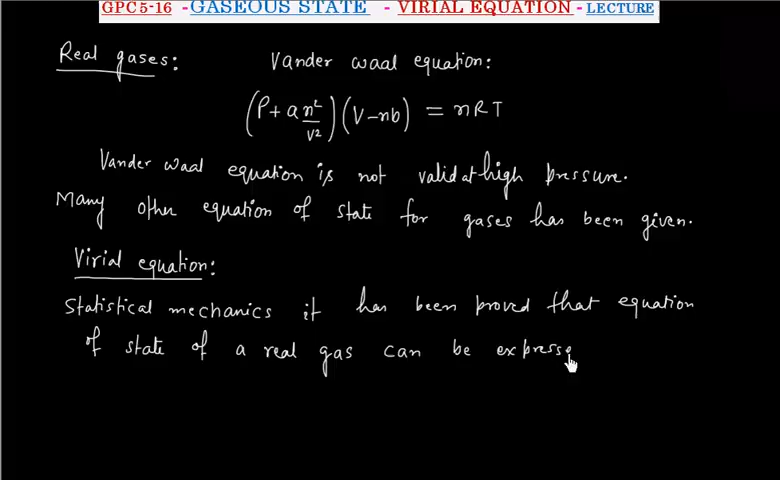 GPC5-16 -GASEOUS STATE - VIRIAL EQUATION - LECTURE
Real gases: Vander waal equation:
(P + a n²/V²) (V - nb) = nRT
Vander waal equation is not valid at high pressure.
Many other equation of state for gases has been given.
Virial equation:
Statistical mechanics it has been proved that equation
of state of a real gas can be express